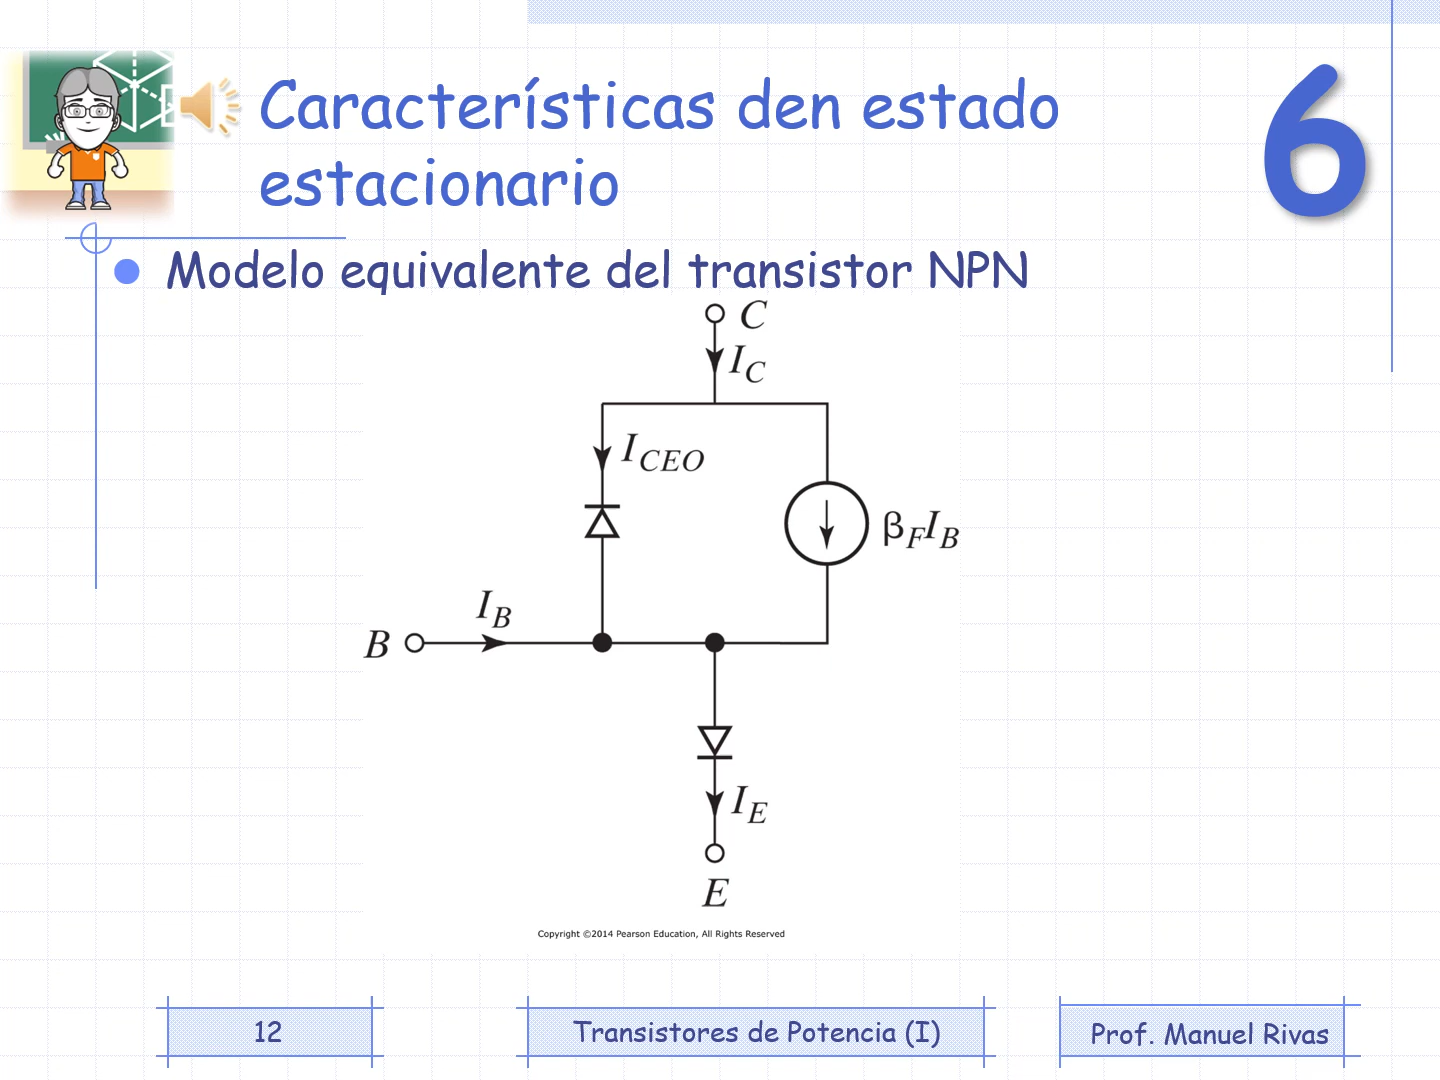 Características den estado
estacionario
6
Modelo equivalente del transistor NPN
C
I_C
I_CEO
β_F I_B
I_B
B
I_E
E
Copyright ©2014 Pearson Education, All Rights Reserved
12
Transistores de Potencia (I)
Prof. Manuel Rivas